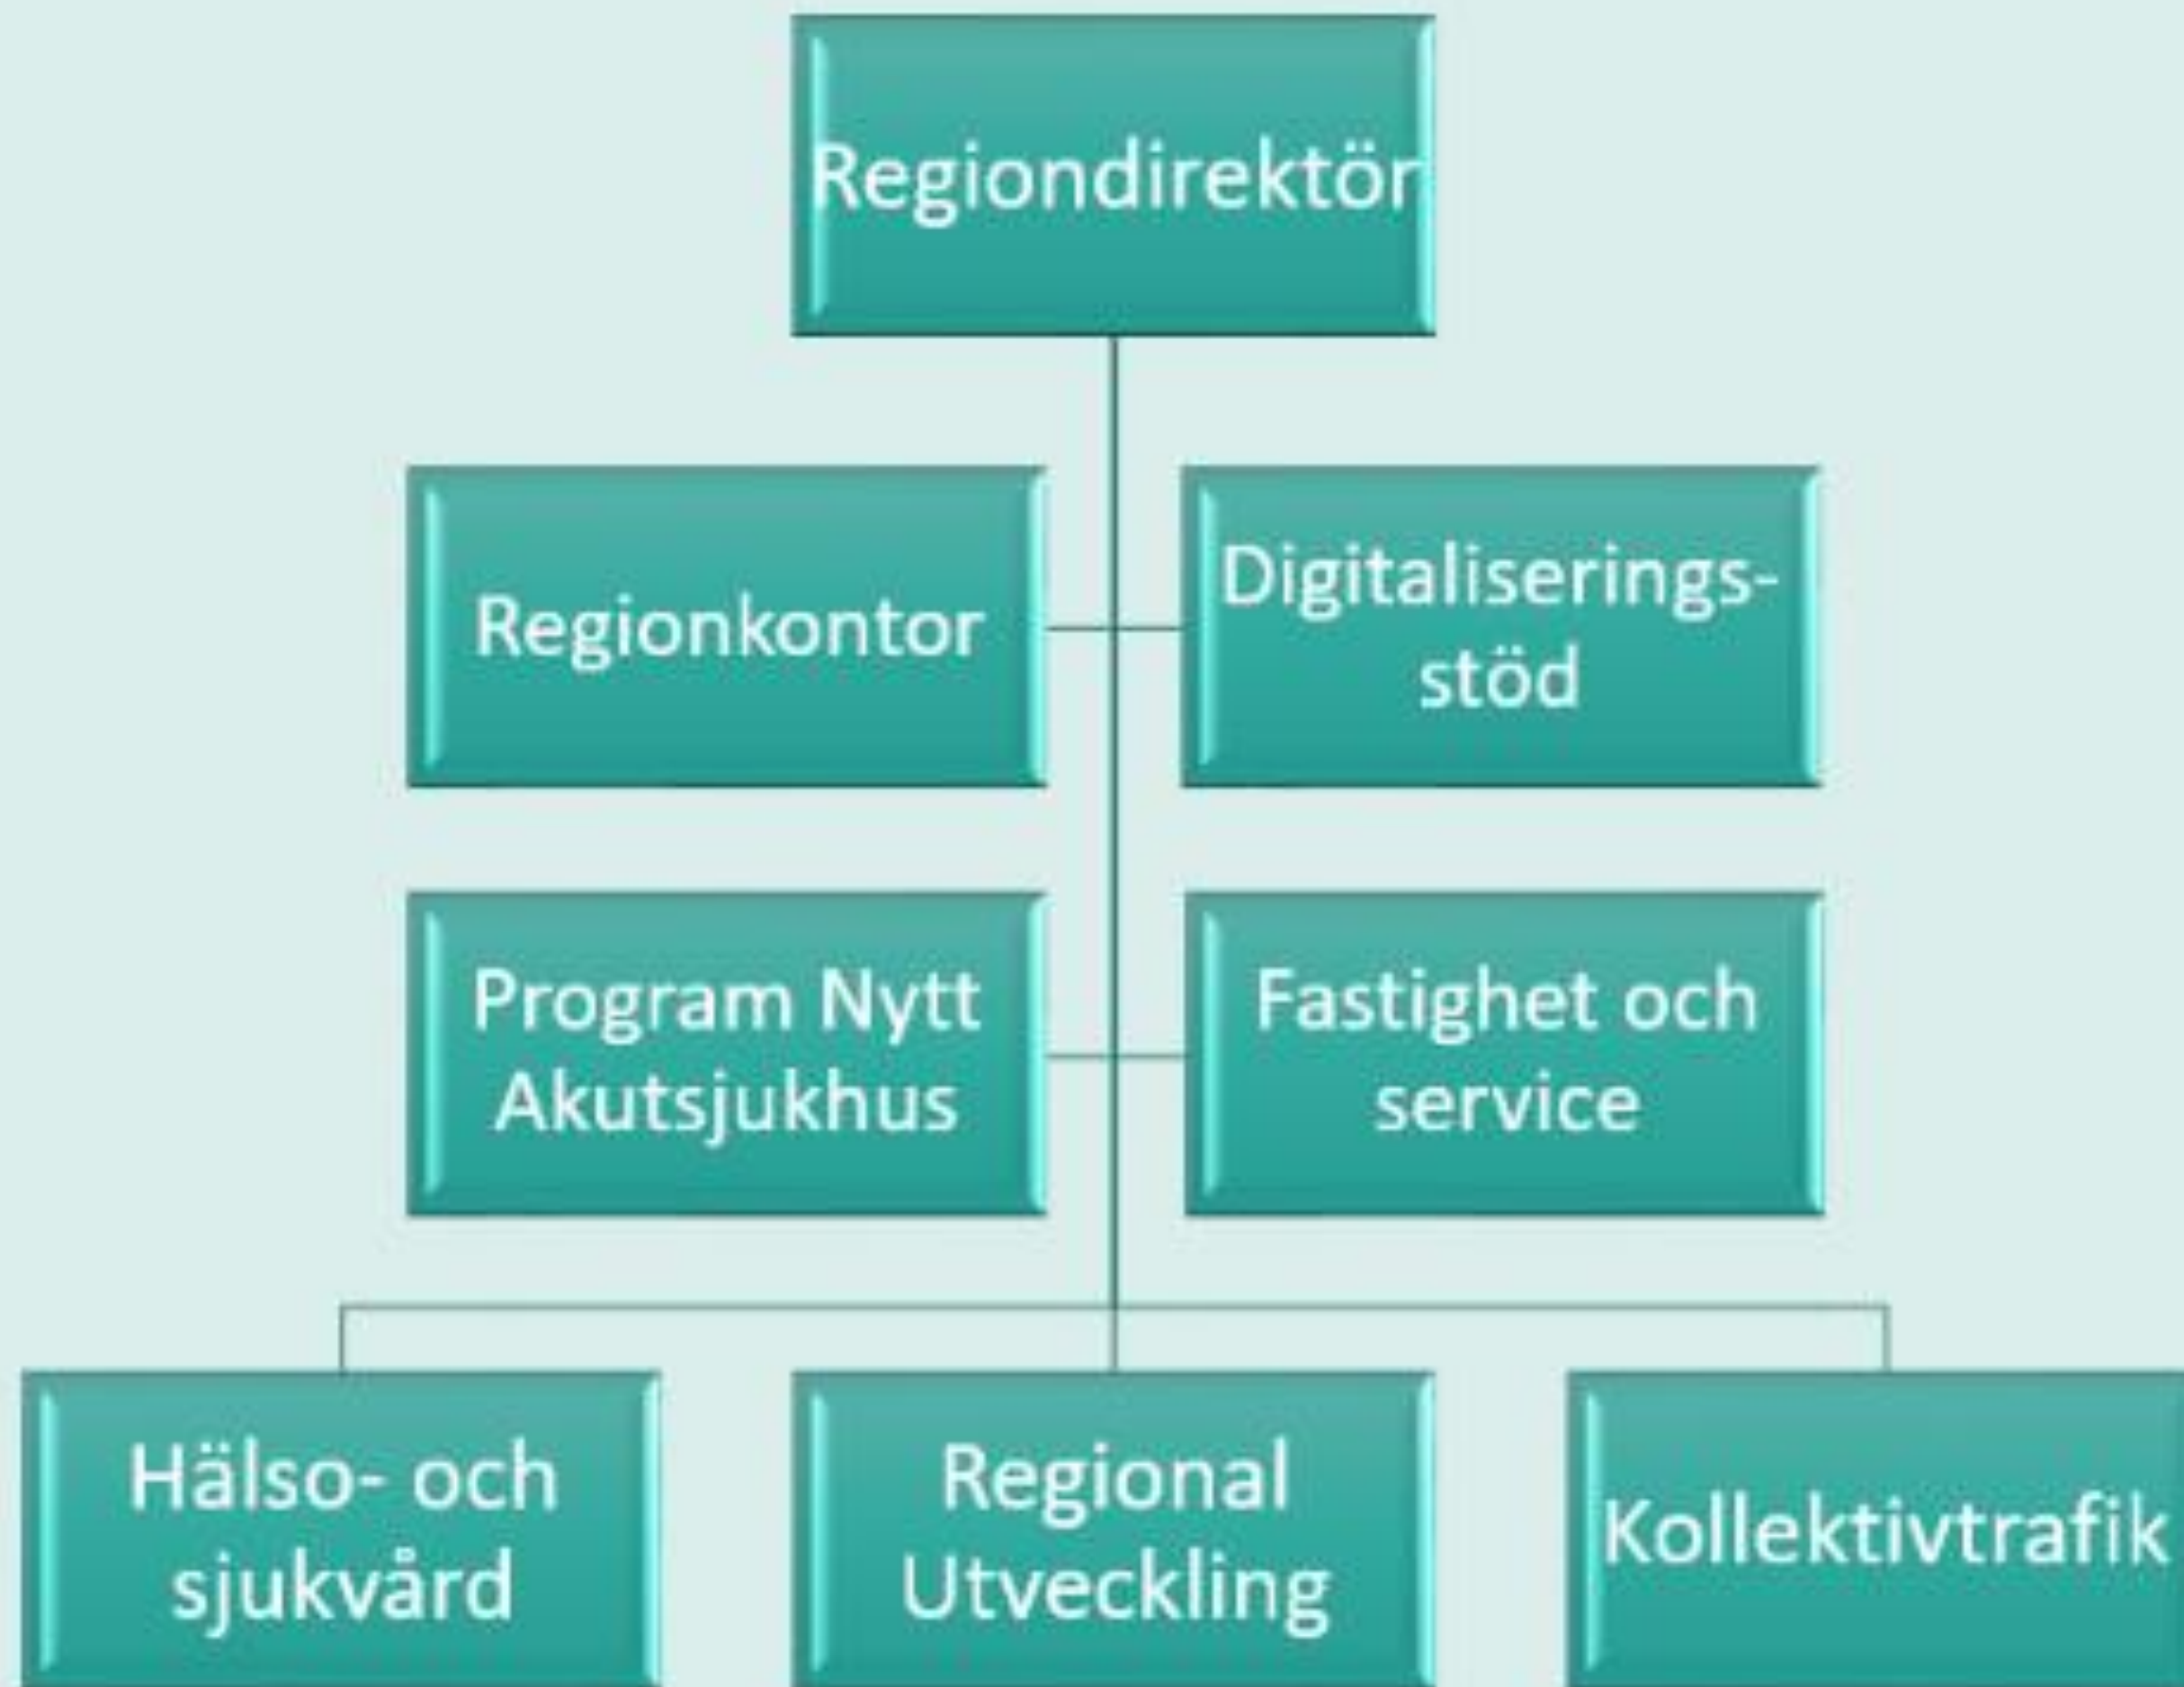 Regiondirektör
Regionkontor
Digitaliserings-
stöd
Program Nytt
Akutsjukhus
Fastighet och
service
Hälso- och
sjukvård
Regional
Utveckling
Kollektivtrafik